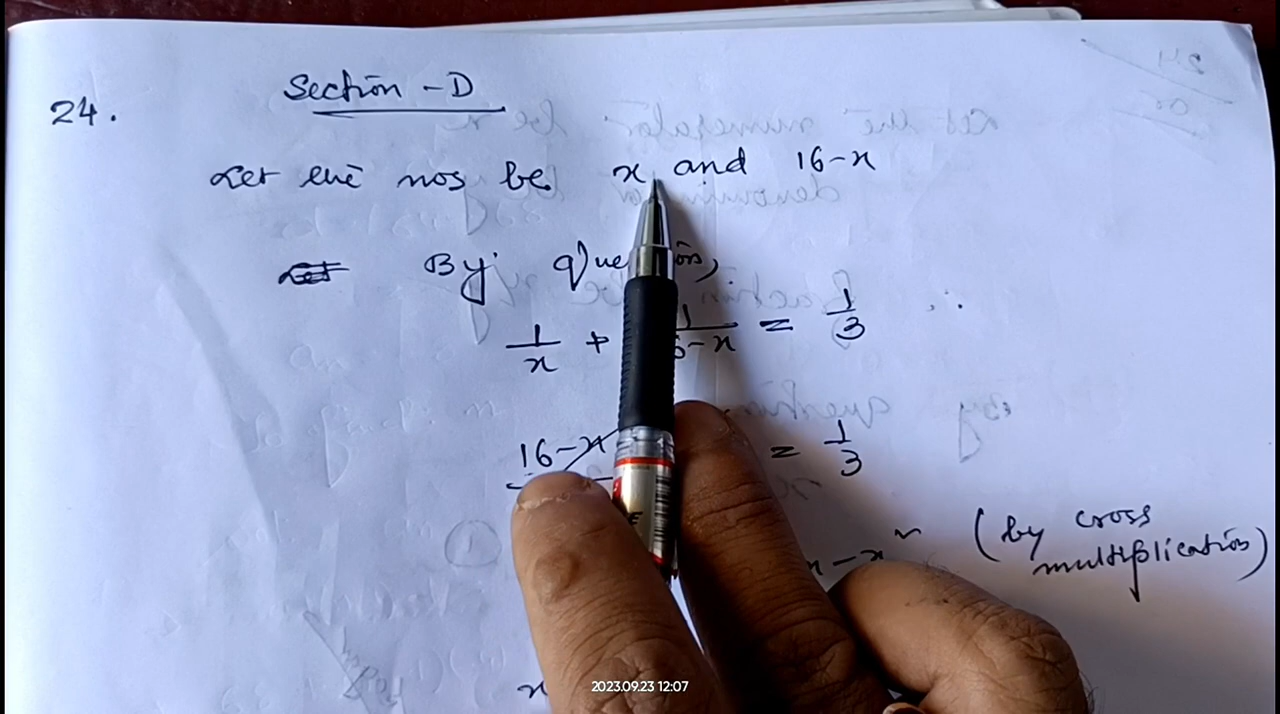 Section - D
24.
Let the nos be x and 16-x
By
1/x + = 1/3
16-x = 1/3
(by cross
multiplication)
x
2023.09.23 12:07